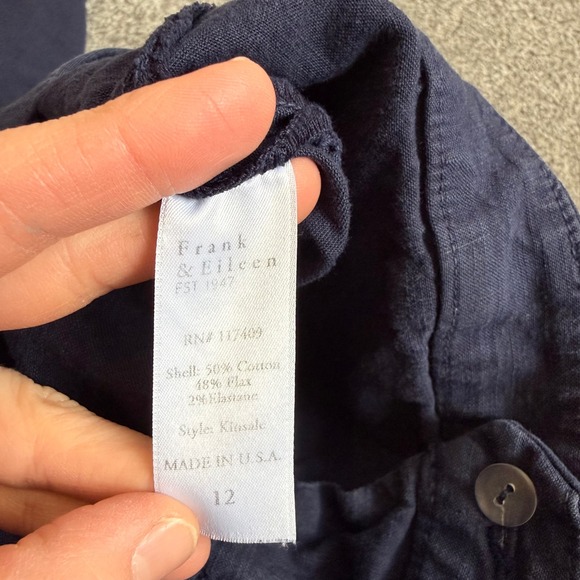 Frank
& Eileen
EST 1947
RN# 117409
Shell: 50% Cotton
48% Flax
2%Elastane
Style: Kinsale
MADE IN U.S.A.
12